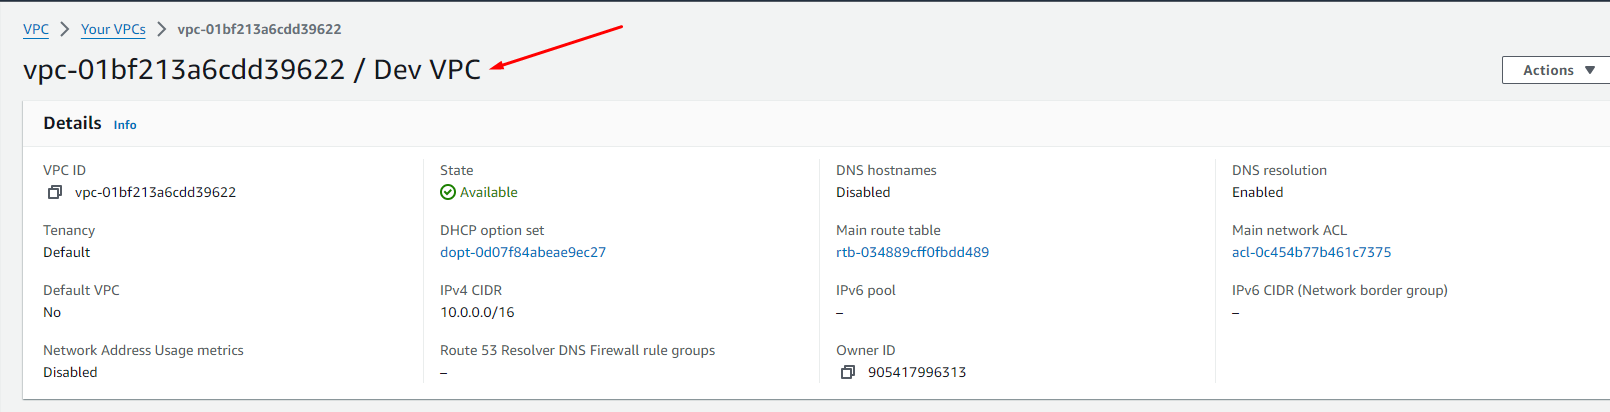 VPC > Your VPCs > vpc-01bf213a6cdd39622
vpc-01bf213a6cdd39622 / Dev VPC
Actions
Details Info
VPC ID
vpc-01bf213a6cdd39622
State
Available
DNS hostnames
Disabled
DNS resolution
Enabled
Tenancy
Default
DHCP option set
dopt-0d07f84abeae9ec27
Main route table
rtb-034889cff0fbdd489
Main network ACL
acl-0c454b77b461c7375
Default VPC
No
IPv4 CIDR
10.0.0.0/16
IPv6 pool
–
IPv6 CIDR (Network border group)
–
Network Address Usage metrics
Disabled
Route 53 Resolver DNS Firewall rule groups
–
Owner ID
905417996313